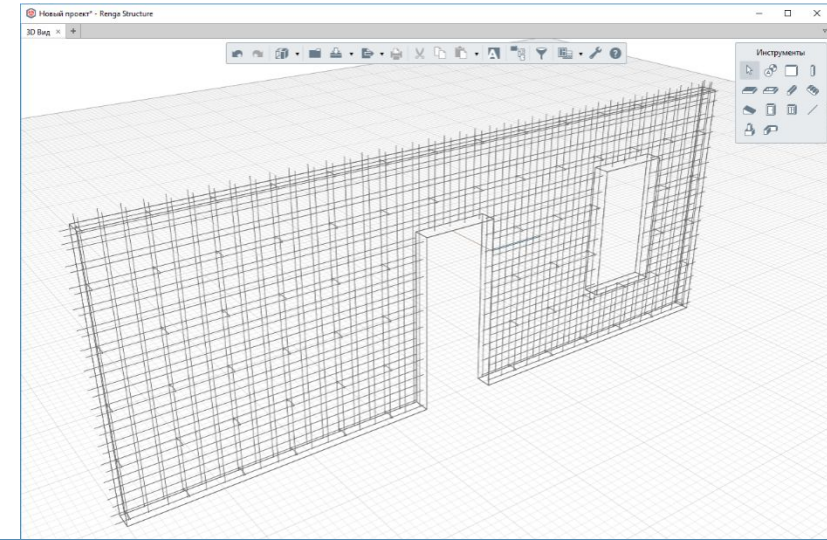 Новый проект* - Renga Structure
3D Вид
Инструменты